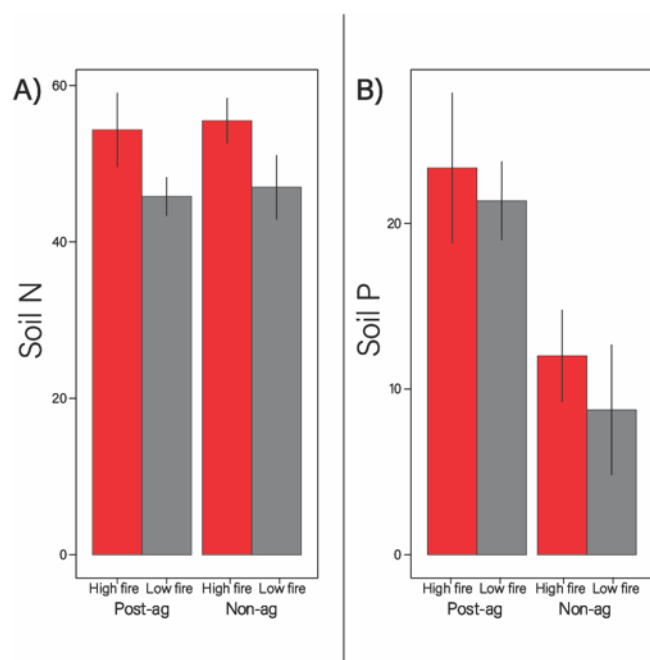 A)
Soil N
60
40
20
0
High fire Low fire High fire Low fire
Post-ag Non-ag
B)
Soil P
20
10
0
High fire Low fire High fire Low fire
Post-ag Non-ag